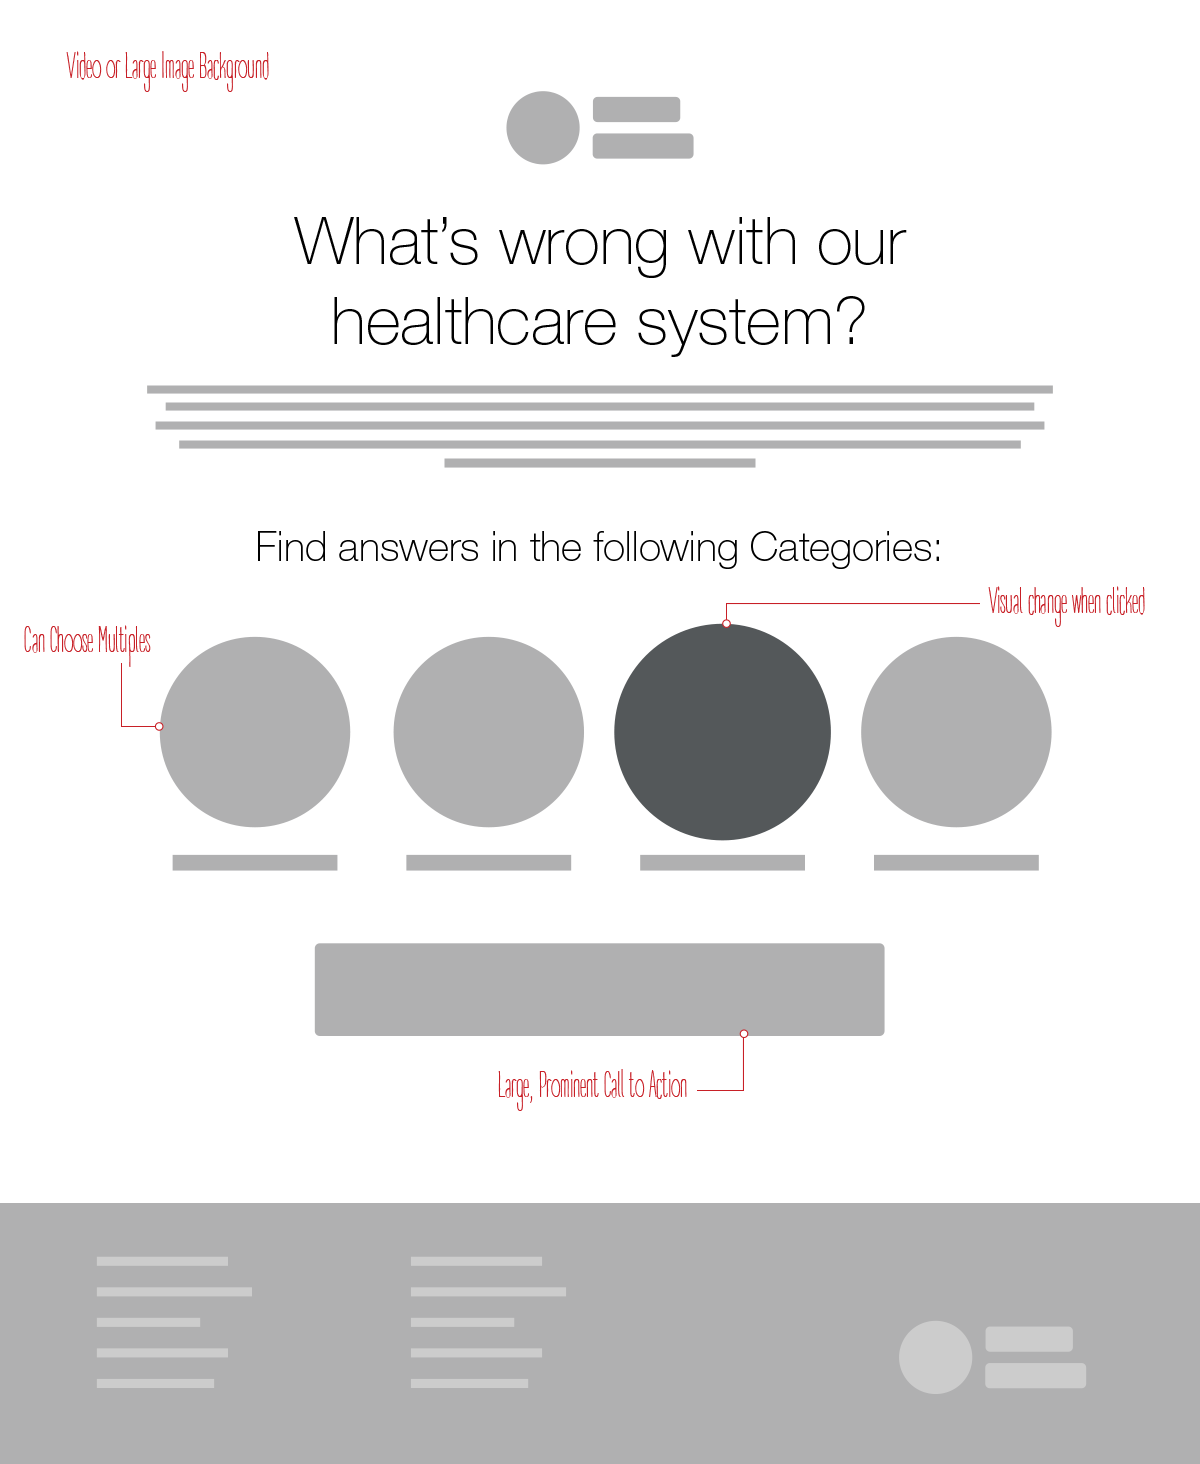 Video or Large Image Background
What's wrong with our
healthcare system?
Find answers in the following Categories:
Visual change when clicked
Can Choose Multiples
Large, Prominent Call to Action